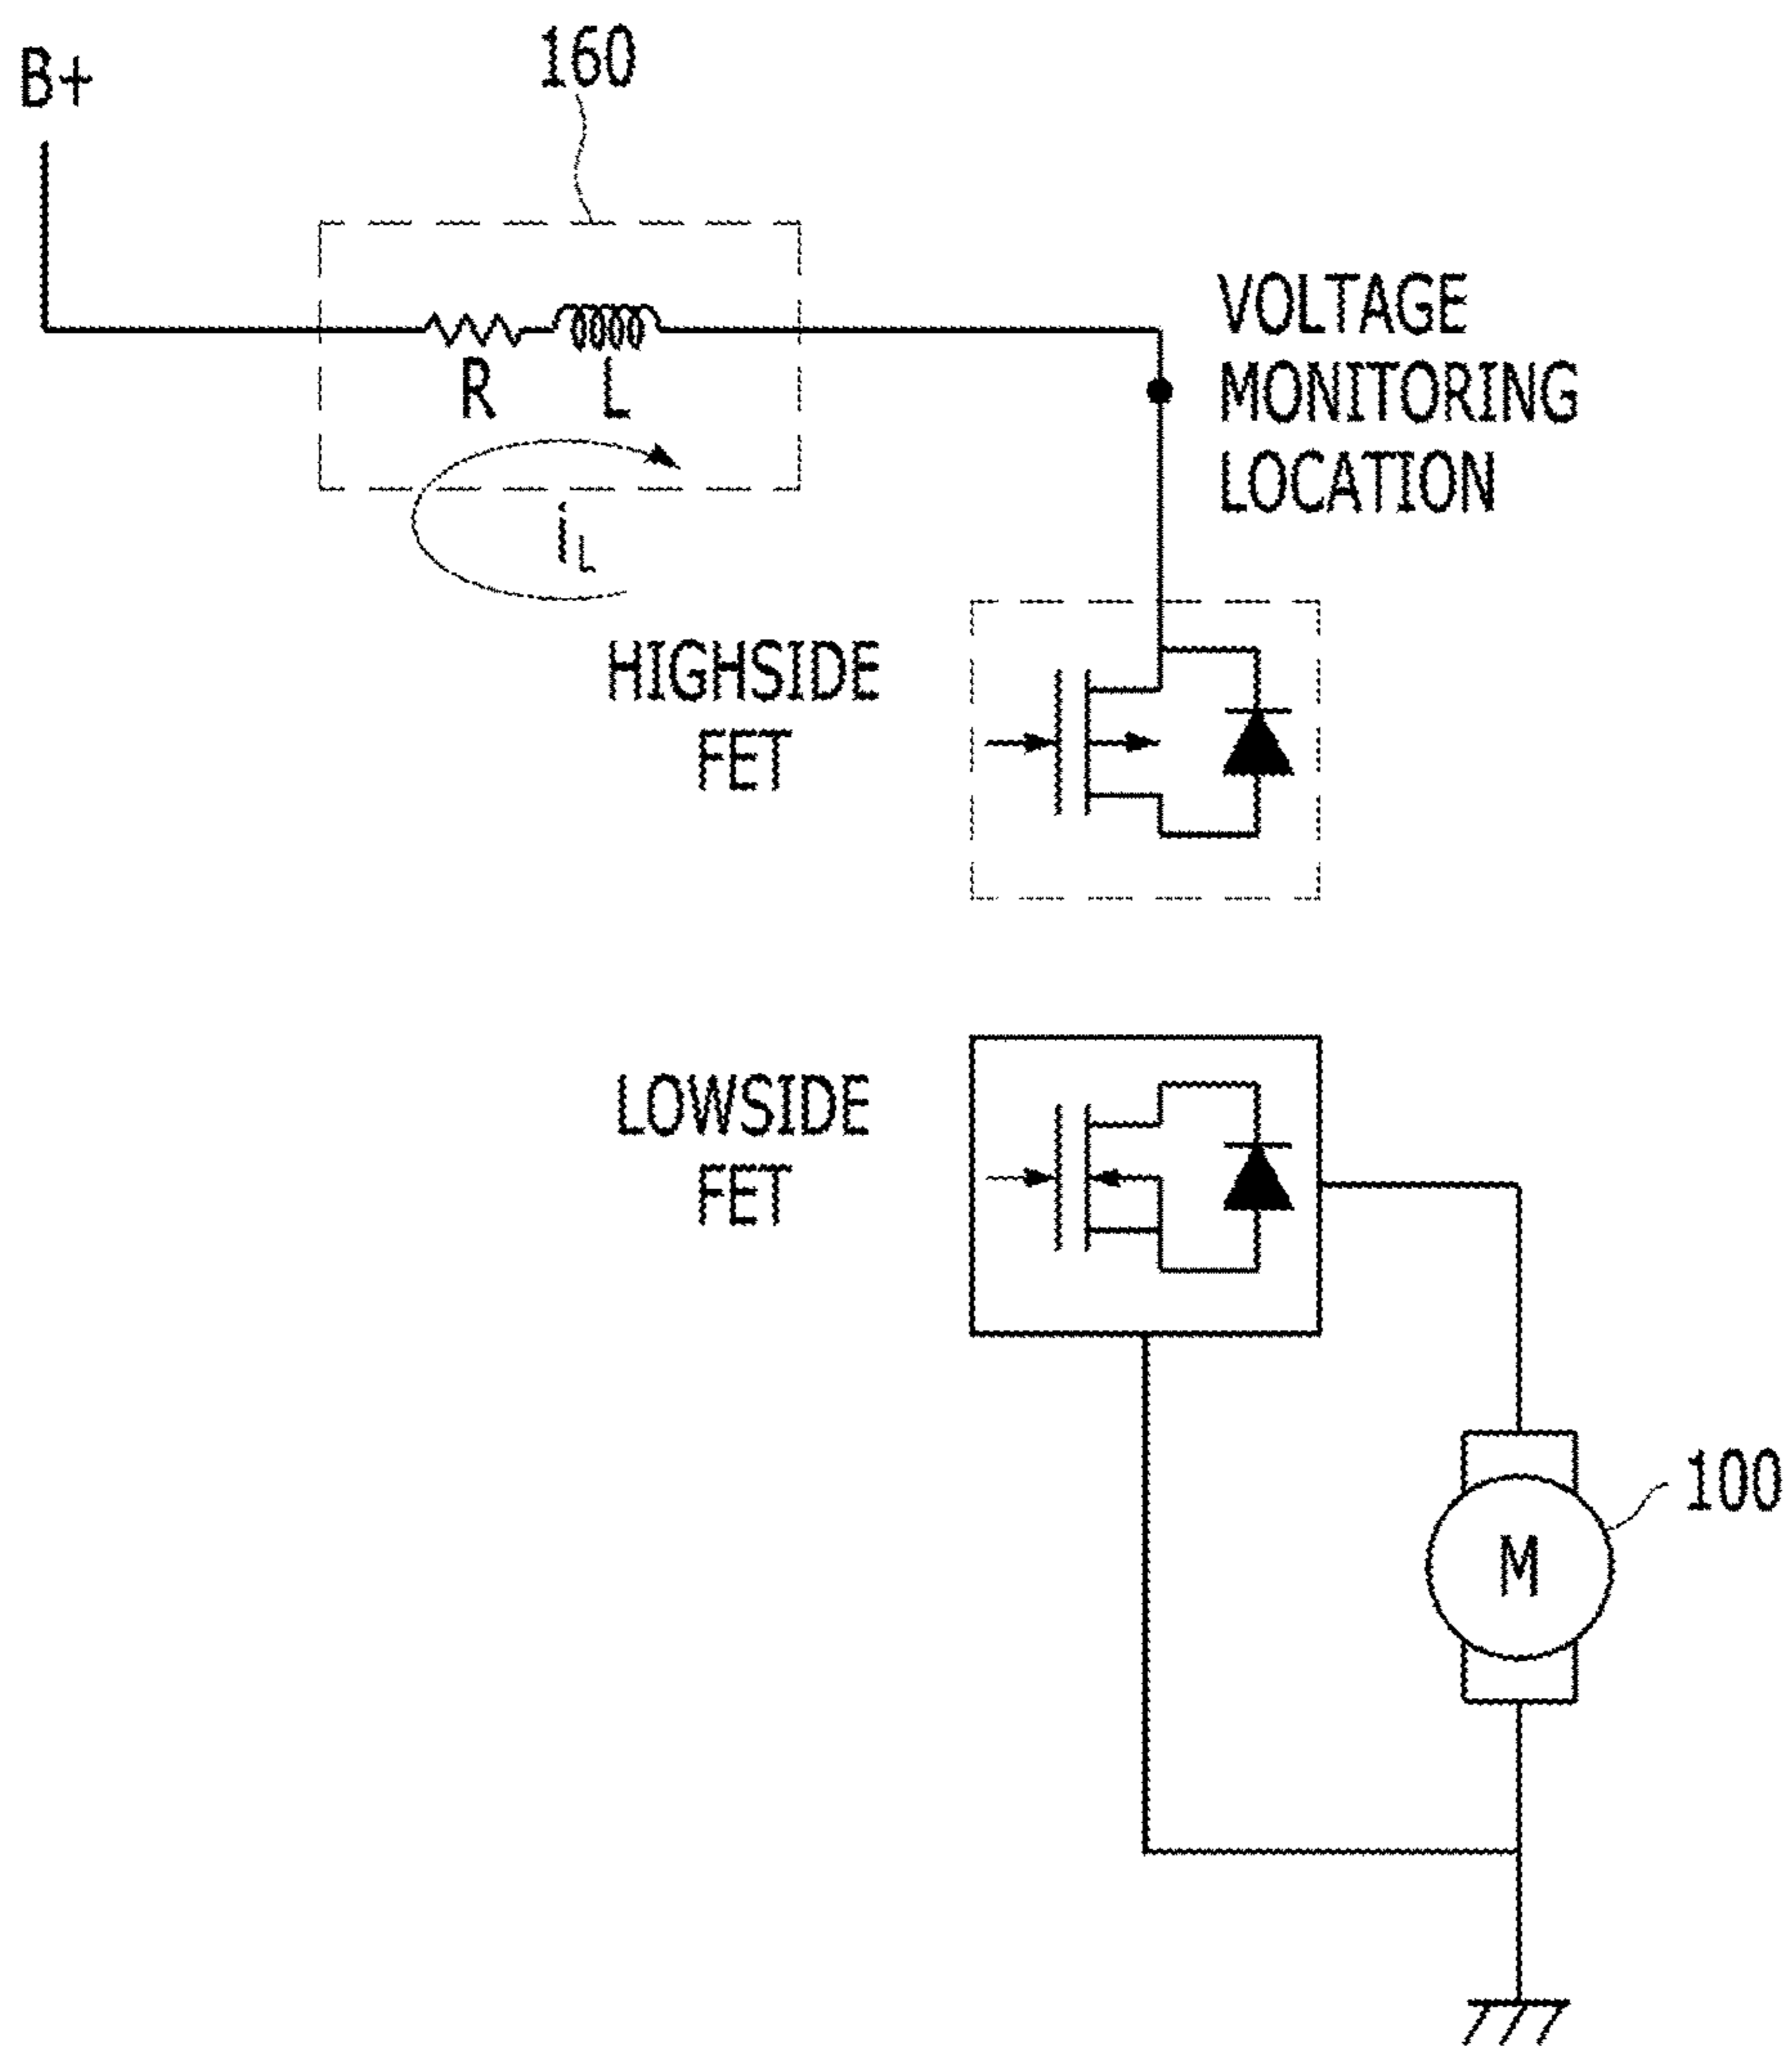 B+
160
R
L
IL
VOLTAGE
MONITORING
LOCATION
HIGHSIDE
FET
LOWSIDE
FET
100
M